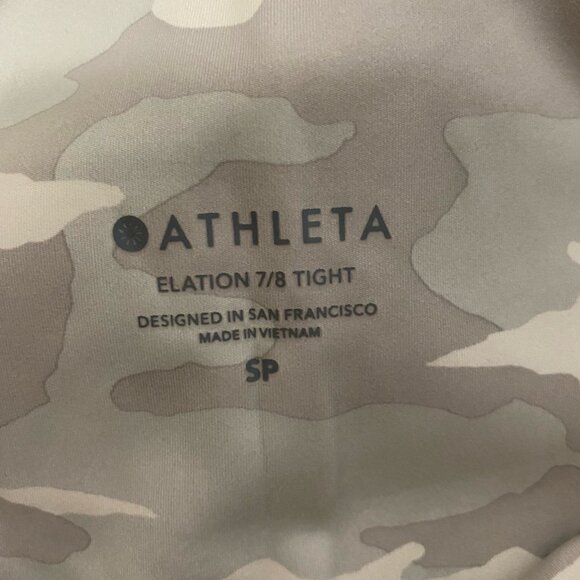 ATHLETA
ELATION 7/8 TIGHT
DESIGNED IN SAN FRANCISCO
MADE IN VIETNAM
SP